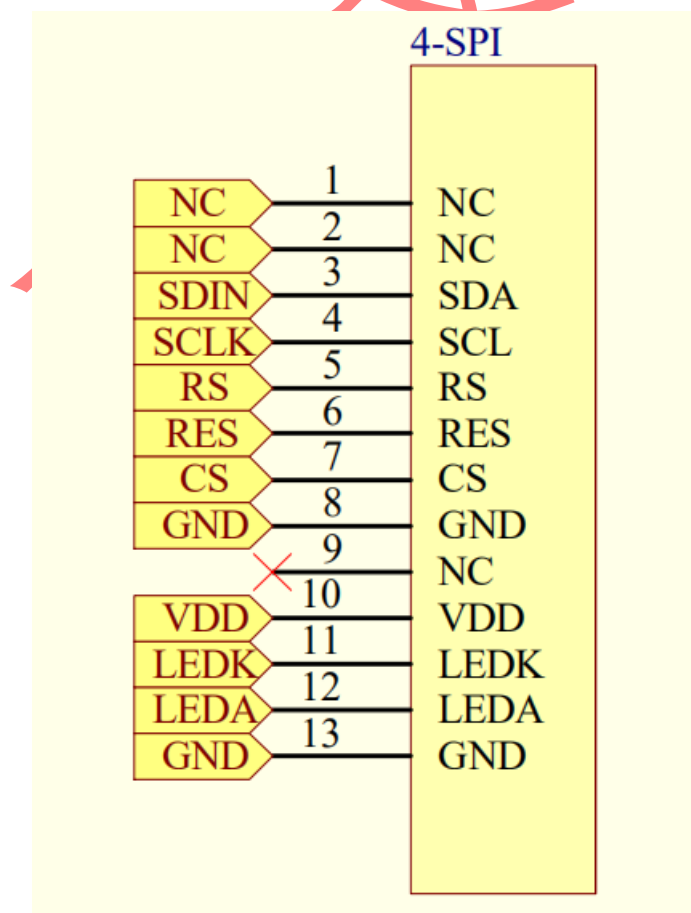 4-SPI
NC 1 NC
NC 2 NC
SDIN 3 SDA
SCLK 4 SCL
RS 5 RS
RES 6 RES
CS 7 CS
GND 8 GND
9 NC
VDD 10 VDD
LEDK 11 LEDK
LEDA 12 LEDA
GND 13 GND